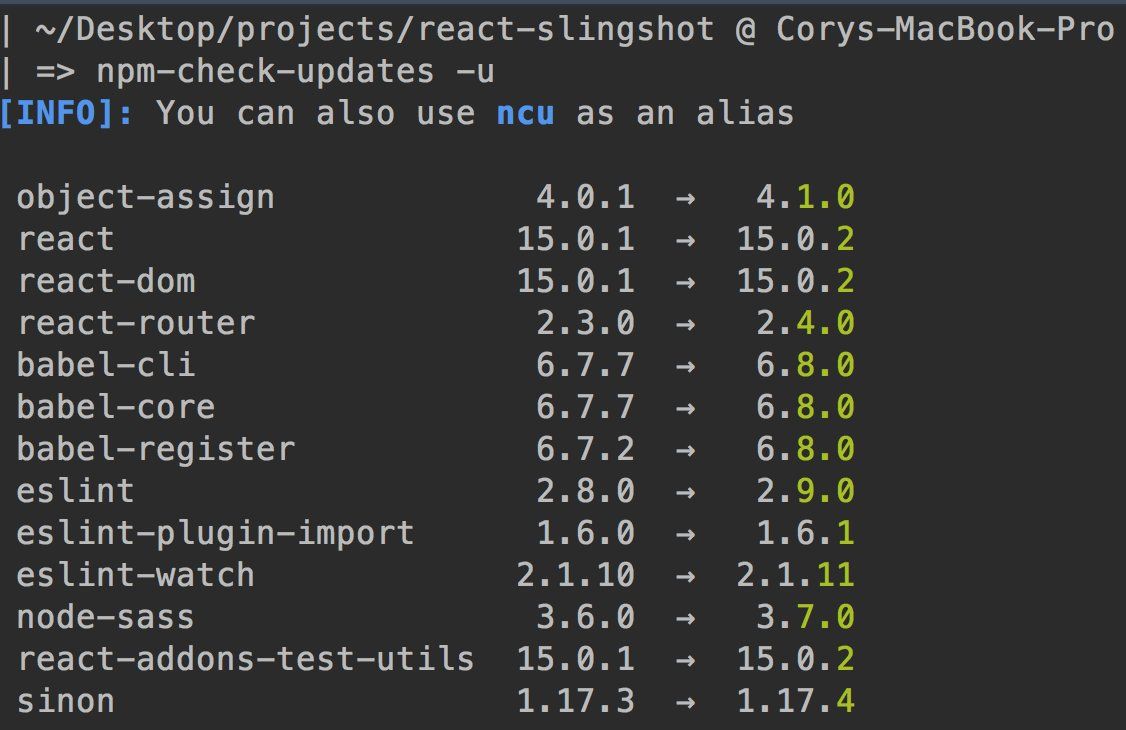 | ~/Desktop/projects/react-slingshot @ Corys-MacBook-Pro
| => npm-check-updates -u
[INFO]: You can also use ncu as an alias
object-assign 4.0.1 → 4.1.0
react 15.0.1 → 15.0.2
react-dom 15.0.1 → 15.0.2
react-router 2.3.0 → 2.4.0
babel-cli 6.7.7 → 6.8.0
babel-core 6.7.7 → 6.8.0
babel-register 6.7.2 → 6.8.0
eslint 2.8.0 → 2.9.0
eslint-plugin-import 1.6.0 → 1.6.1
eslint-watch 2.1.10 → 2.1.11
node-sass 3.6.0 → 3.7.0
react-addons-test-utils 15.0.1 → 15.0.2
sinon 1.17.3 → 1.17.4